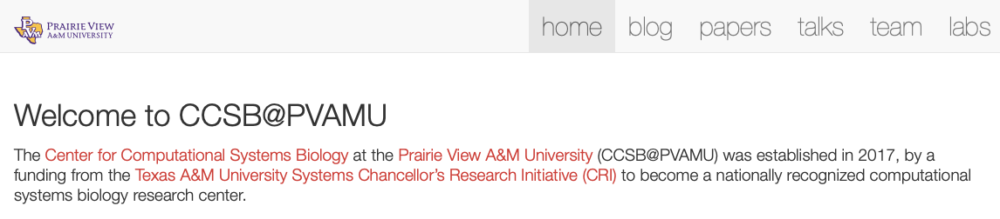 PVAM
PRAIRIE VIEW
A&M UNIVERSITY
home blog papers talks team labs
Welcome to CCSB@PVAMU
The Center for Computational Systems Biology at the Prairie View A&M University (CCSB@PVAMU) was established in 2017, by a
funding from the Texas A&M University Systems Chancellor's Research Initiative (CRI) to become a nationally recognized computational
systems biology research center.